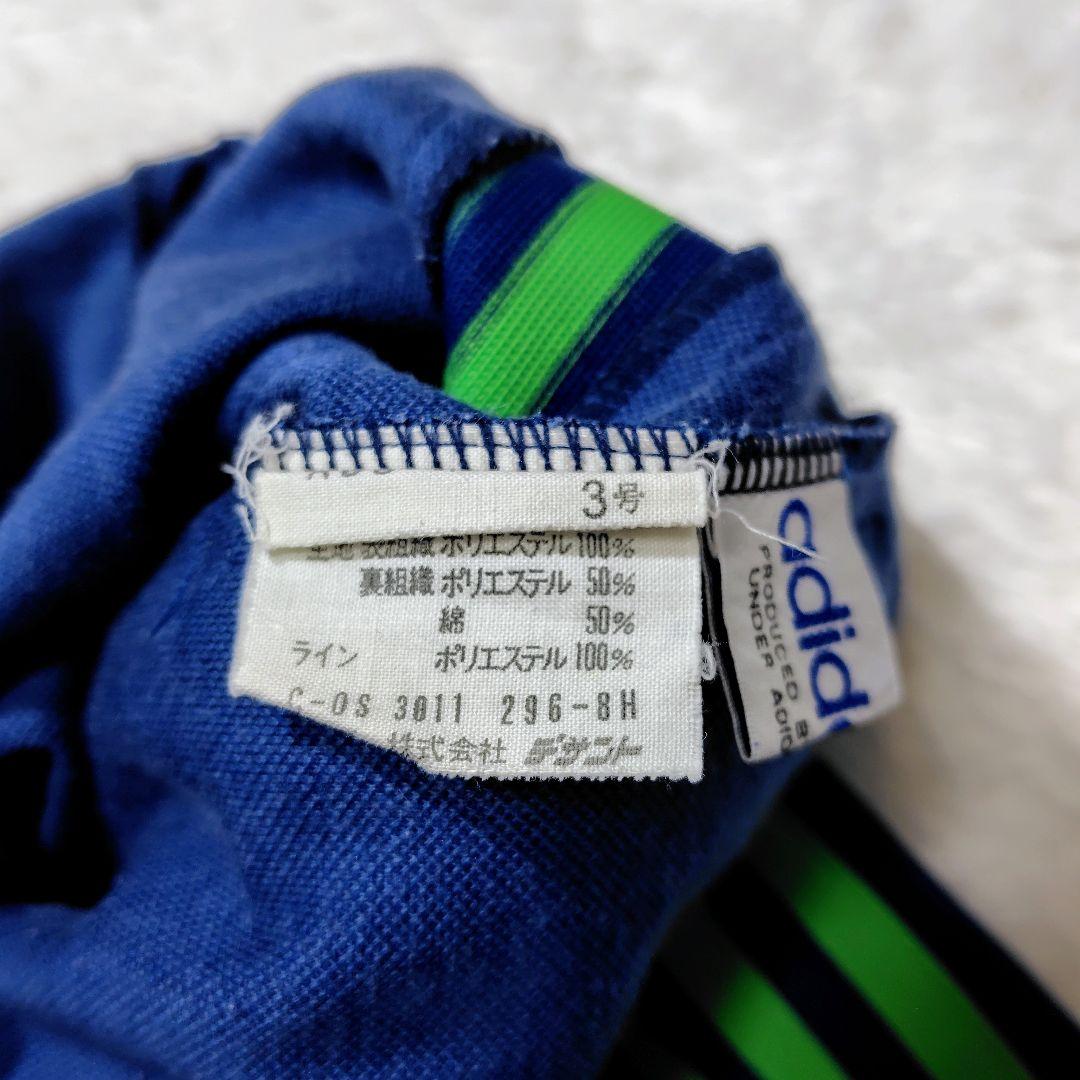 3号
生地 表組織 ポリエステル 100%
裏組織 ポリエステル 50%
綿 50%
ライン ポリエステル 100%
C-OS 3011 296-8H
株式会社 デサント
adid
PRODUCED B
UNDER ADID